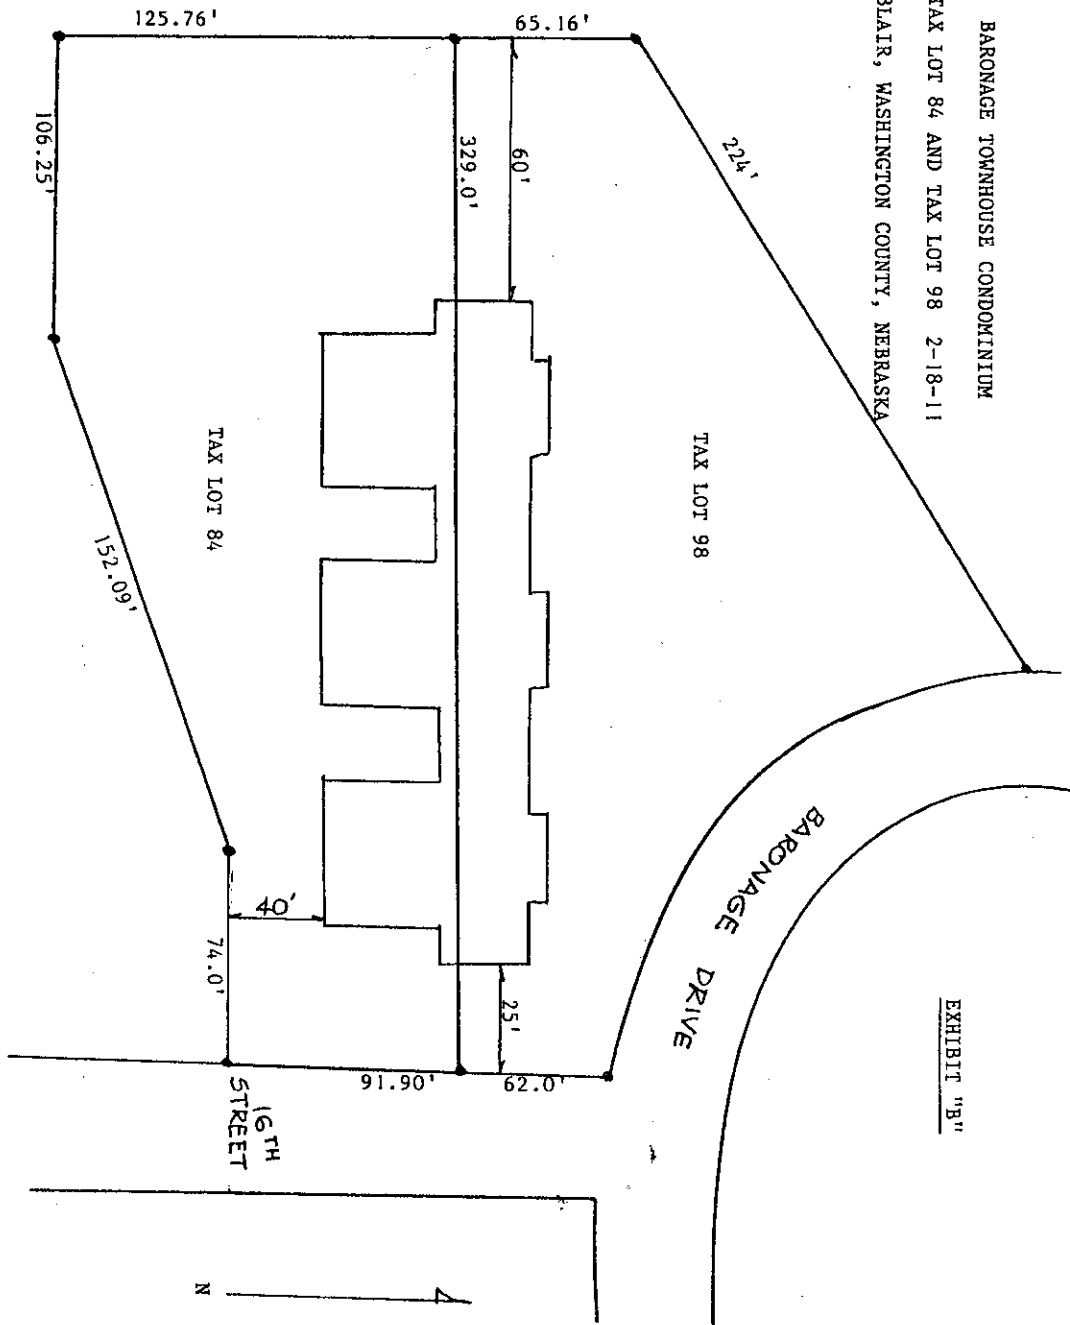 BARONAGE TOWNHOUSE CONDOMINIUM
TAX LOT 84 AND TAX LOT 98 2-18-11
BLAIR, WASHINGTON COUNTY, NEBRASKA
EXHIBIT "B"
125.76'
65.16'
224'
106.25'
329.0'
60'
TAX LOT 98
TAX LOT 84
152.09'
BARONAGE DRIVE
40'
74.0'
25'
91.90'
62.0'
16TH
STREET
N